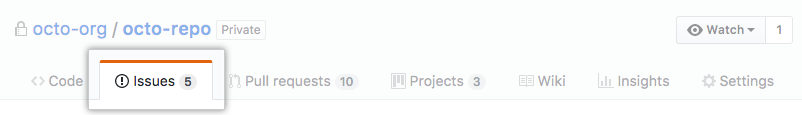 octo-org / octo-repo Private Watch 1
Code Issues 5 Pull requests 10 Projects 3 Wiki Insights Settings